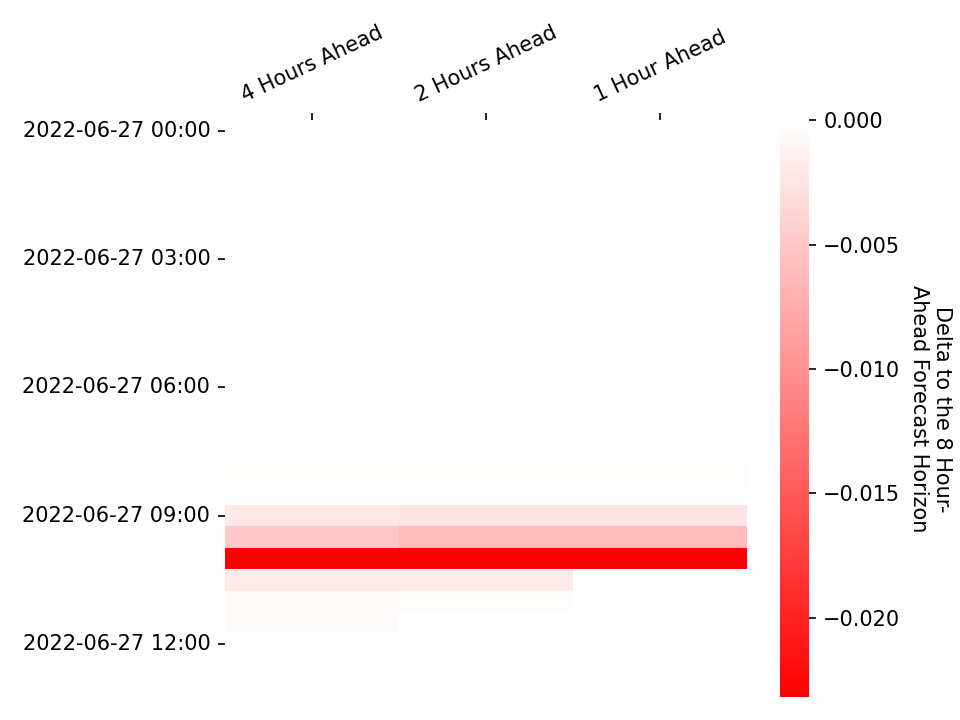 4 Hours Ahead
2 Hours Ahead
1 Hour Ahead
2022-06-27 00:00
2022-06-27 03:00
2022-06-27 06:00
2022-06-27 09:00
2022-06-27 12:00
0.000
−0.005
−0.010
−0.015
−0.020
Delta to the 8 Hour-
Ahead Forecast Horizon